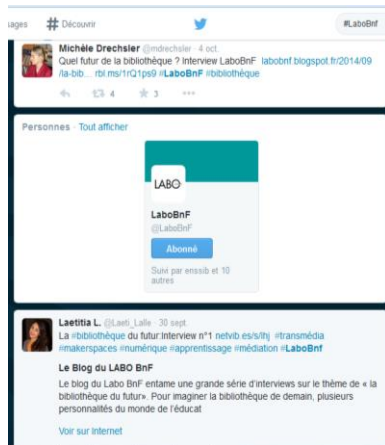 ages # Découvrir #LaboBnf
Michèle Drechsler @mdrechsler · 4 oct.
Quel futur de la bibliothèque ? Interview LaboBnF labobnf.blogspot.fr/2014/09
/la-bib... rbl.ms/1rQ1ps9 #LaboBnF #bibliothèque
4 3
Personnes · Tout afficher
LABO
LaboBnF
@LaboBnF
Abonné
Suivi par enssib et 10
autres
Laetitia L. @Laeti_Lalle · 30 sept.
La #bibliothèque du futur:Interview n°1 netvib.es/s/lhj #transmédia
#makerspaces #numérique #apprentissage #médiation #LaboBnf
Le Blog du LABO BnF
Le blog du Labo BnF entame une grande série d'interviews sur le thème de « la
bibliothèque du futur». Pour imaginer la bibliothèque de demain, plusieurs
personnalités du monde de l'éducat
Voir sur Internet